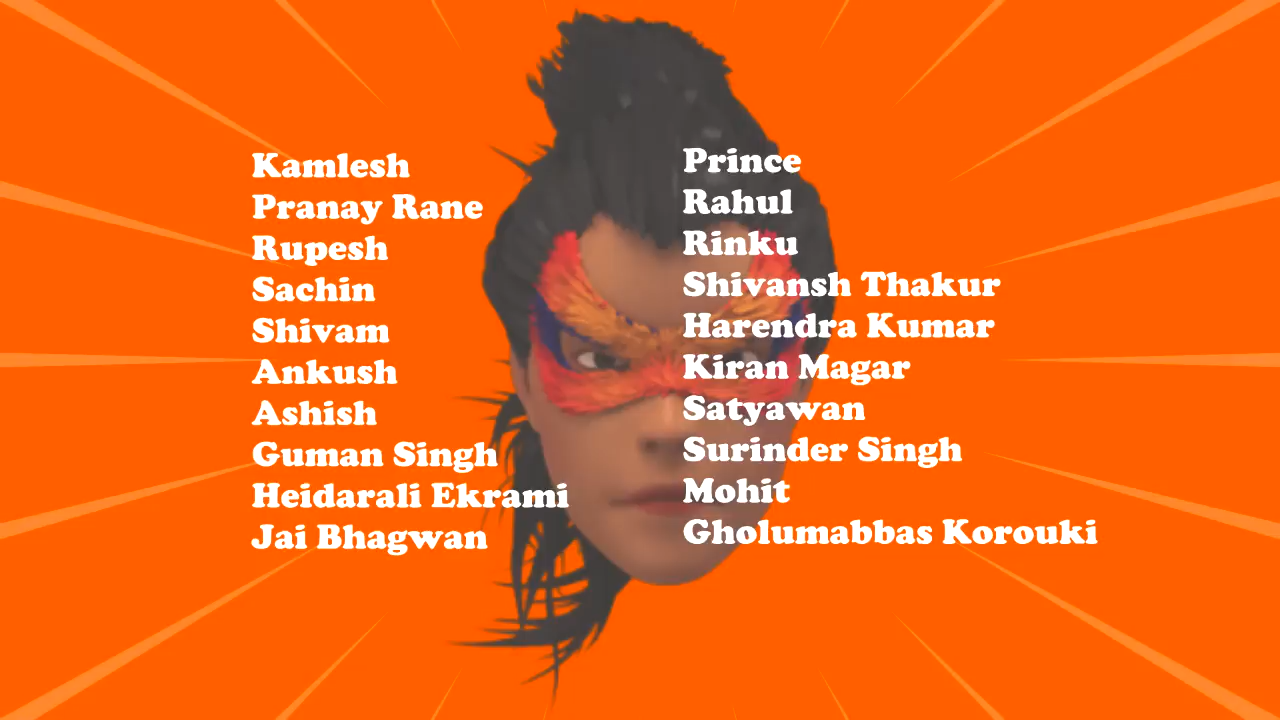 Kamlesh
Pranay Rane
Rupesh
Sachin
Shivam
Ankush
Ashish
Guman Singh
Heidarali Ekrami
Jai Bhagwan
Prince
Rahul
Rinku
Shivansh Thakur
Harendra Kumar
Kiran Magar
Satyawan
Surinder Singh
Mohit
Gholumabbas Korouki